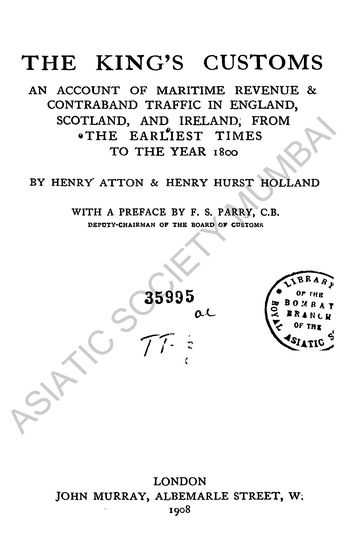 THE KING'S CUSTOMS
AN ACCOUNT OF MARITIME REVENUE &
CONTRABAND TRAFFIC IN ENGLAND,
SCOTLAND, AND IRELAND, FROM
THE EARLIEST TIMES
TO THE YEAR 1800
BY HENRY ATTON & HENRY HURST HOLLAND
WITH A PREFACE BY F. S. PARRY, C.B.
DEPUTY-CHAIRMAN OF THE BOARD OF CUSTOMS
35995
LIBRARY
OF THE
BOMBAY
BRANCH
OF THE
ROYAL ASIATIC
ASIATIC SOCIETY MUMBAI
LONDON
JOHN MURRAY, ALBEMARLE STREET, W.
1908